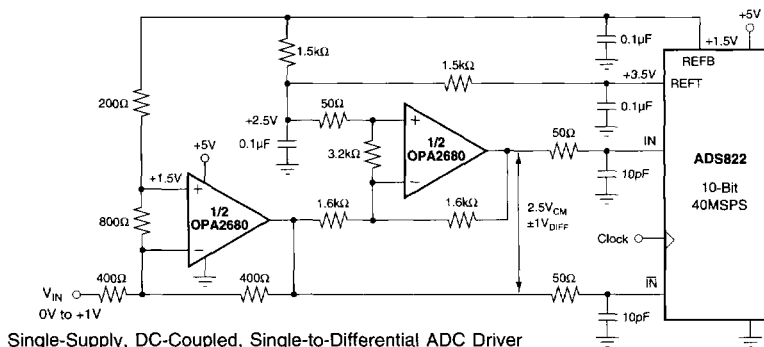 +5V
0.1µF
+1.5V
REFB
1.5kΩ
1.5kΩ
+3.5V
REFT
200Ω
+2.5V
50Ω
0.1µF
0.1µF
+5V
3.2kΩ
+
1/2
OPA2680
–
50Ω
IN
ADS822
10-Bit
40MSPS
10pF
+1.5V
+
1/2
OPA2680
–
800Ω
1.6kΩ
1.6kΩ
2.5VCM
±1VDIFF
Clock
400Ω
400Ω
50Ω
IN
VIN
0V to +1V
10pF
Single-Supply, DC-Coupled, Single-to-Differential ADC Driver